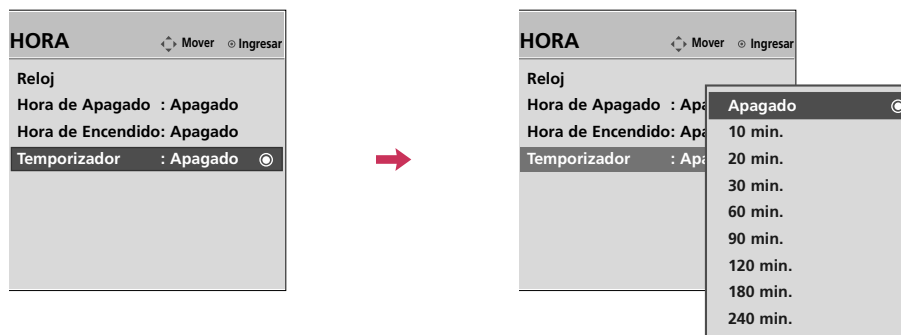 HORA Mover Ingresar
Reloj
Hora de Apagado : Apagado
Hora de Encendido: Apagado
Temporizador : Apagado
HORA Mover Ingresar
Reloj
Hora de Apagado : Apa
Hora de Encendido: Apa
Temporizador : Apa
Apagado
10 min.
20 min.
30 min.
60 min.
90 min.
120 min.
180 min.
240 min.